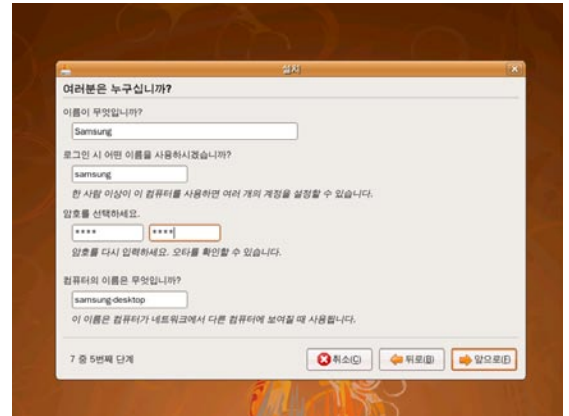 설치
여러분은 누구십니까?
이름이 무엇입니까?
Samsung
로그인 시 어떤 이름을 사용하시겠습니까?
samsung
한 사람 이상이 이 컴퓨터를 사용하면 여러 개의 계정을 설정할 수 있습니다.
암호를 선택하세요.
**** ****
암호를 다시 입력하세요. 오타를 확인할 수 있습니다.
컴퓨터의 이름은 무엇입니까?
samsung-desktop
이 이름은 컴퓨터가 네트워크에서 다른 컴퓨터에 보여질 때 사용됩니다.
7 중 5번째 단계 취소(C) 뒤로(B) 앞으로(F)